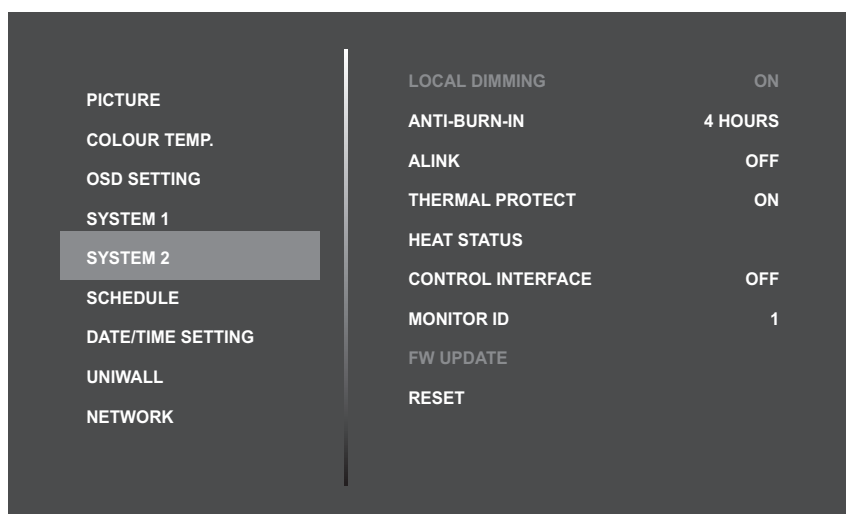 PICTURE
COLOUR TEMP.
OSD SETTING
SYSTEM 1
SYSTEM 2
SCHEDULE
DATE/TIME SETTING
UNIWALL
NETWORK
LOCAL DIMMING ON
ANTI-BURN-IN 4 HOURS
ALINK OFF
THERMAL PROTECT ON
HEAT STATUS
CONTROL INTERFACE OFF
MONITOR ID 1
FW UPDATE
RESET